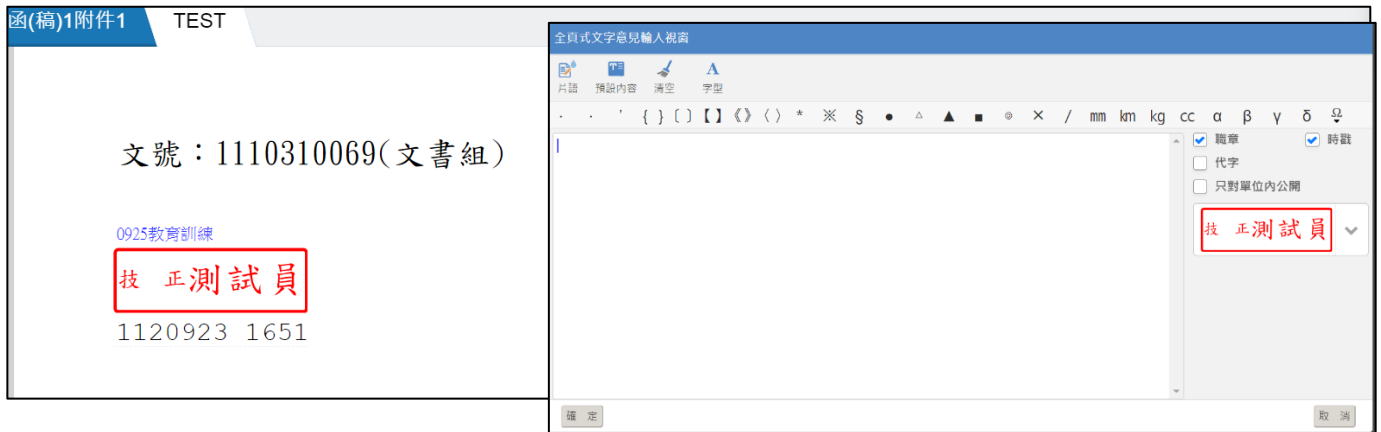 函(稿)1附件1 TEST
文號：1110310069(文書組)
0925教育訓練
技 正測試員
1120923 1651
全頁式文字意見輸入視窗
片語 預設內容 清空 字型
· · ’ { } 〔 〕 【 】 《 》 〈 〉 * ※ § ● △ ▲ ■ ◎ × / mm km kg cc α β γ δ Ω
職章 時戳
代字
只對單位內公開
技 正測試員
確 定 取 消